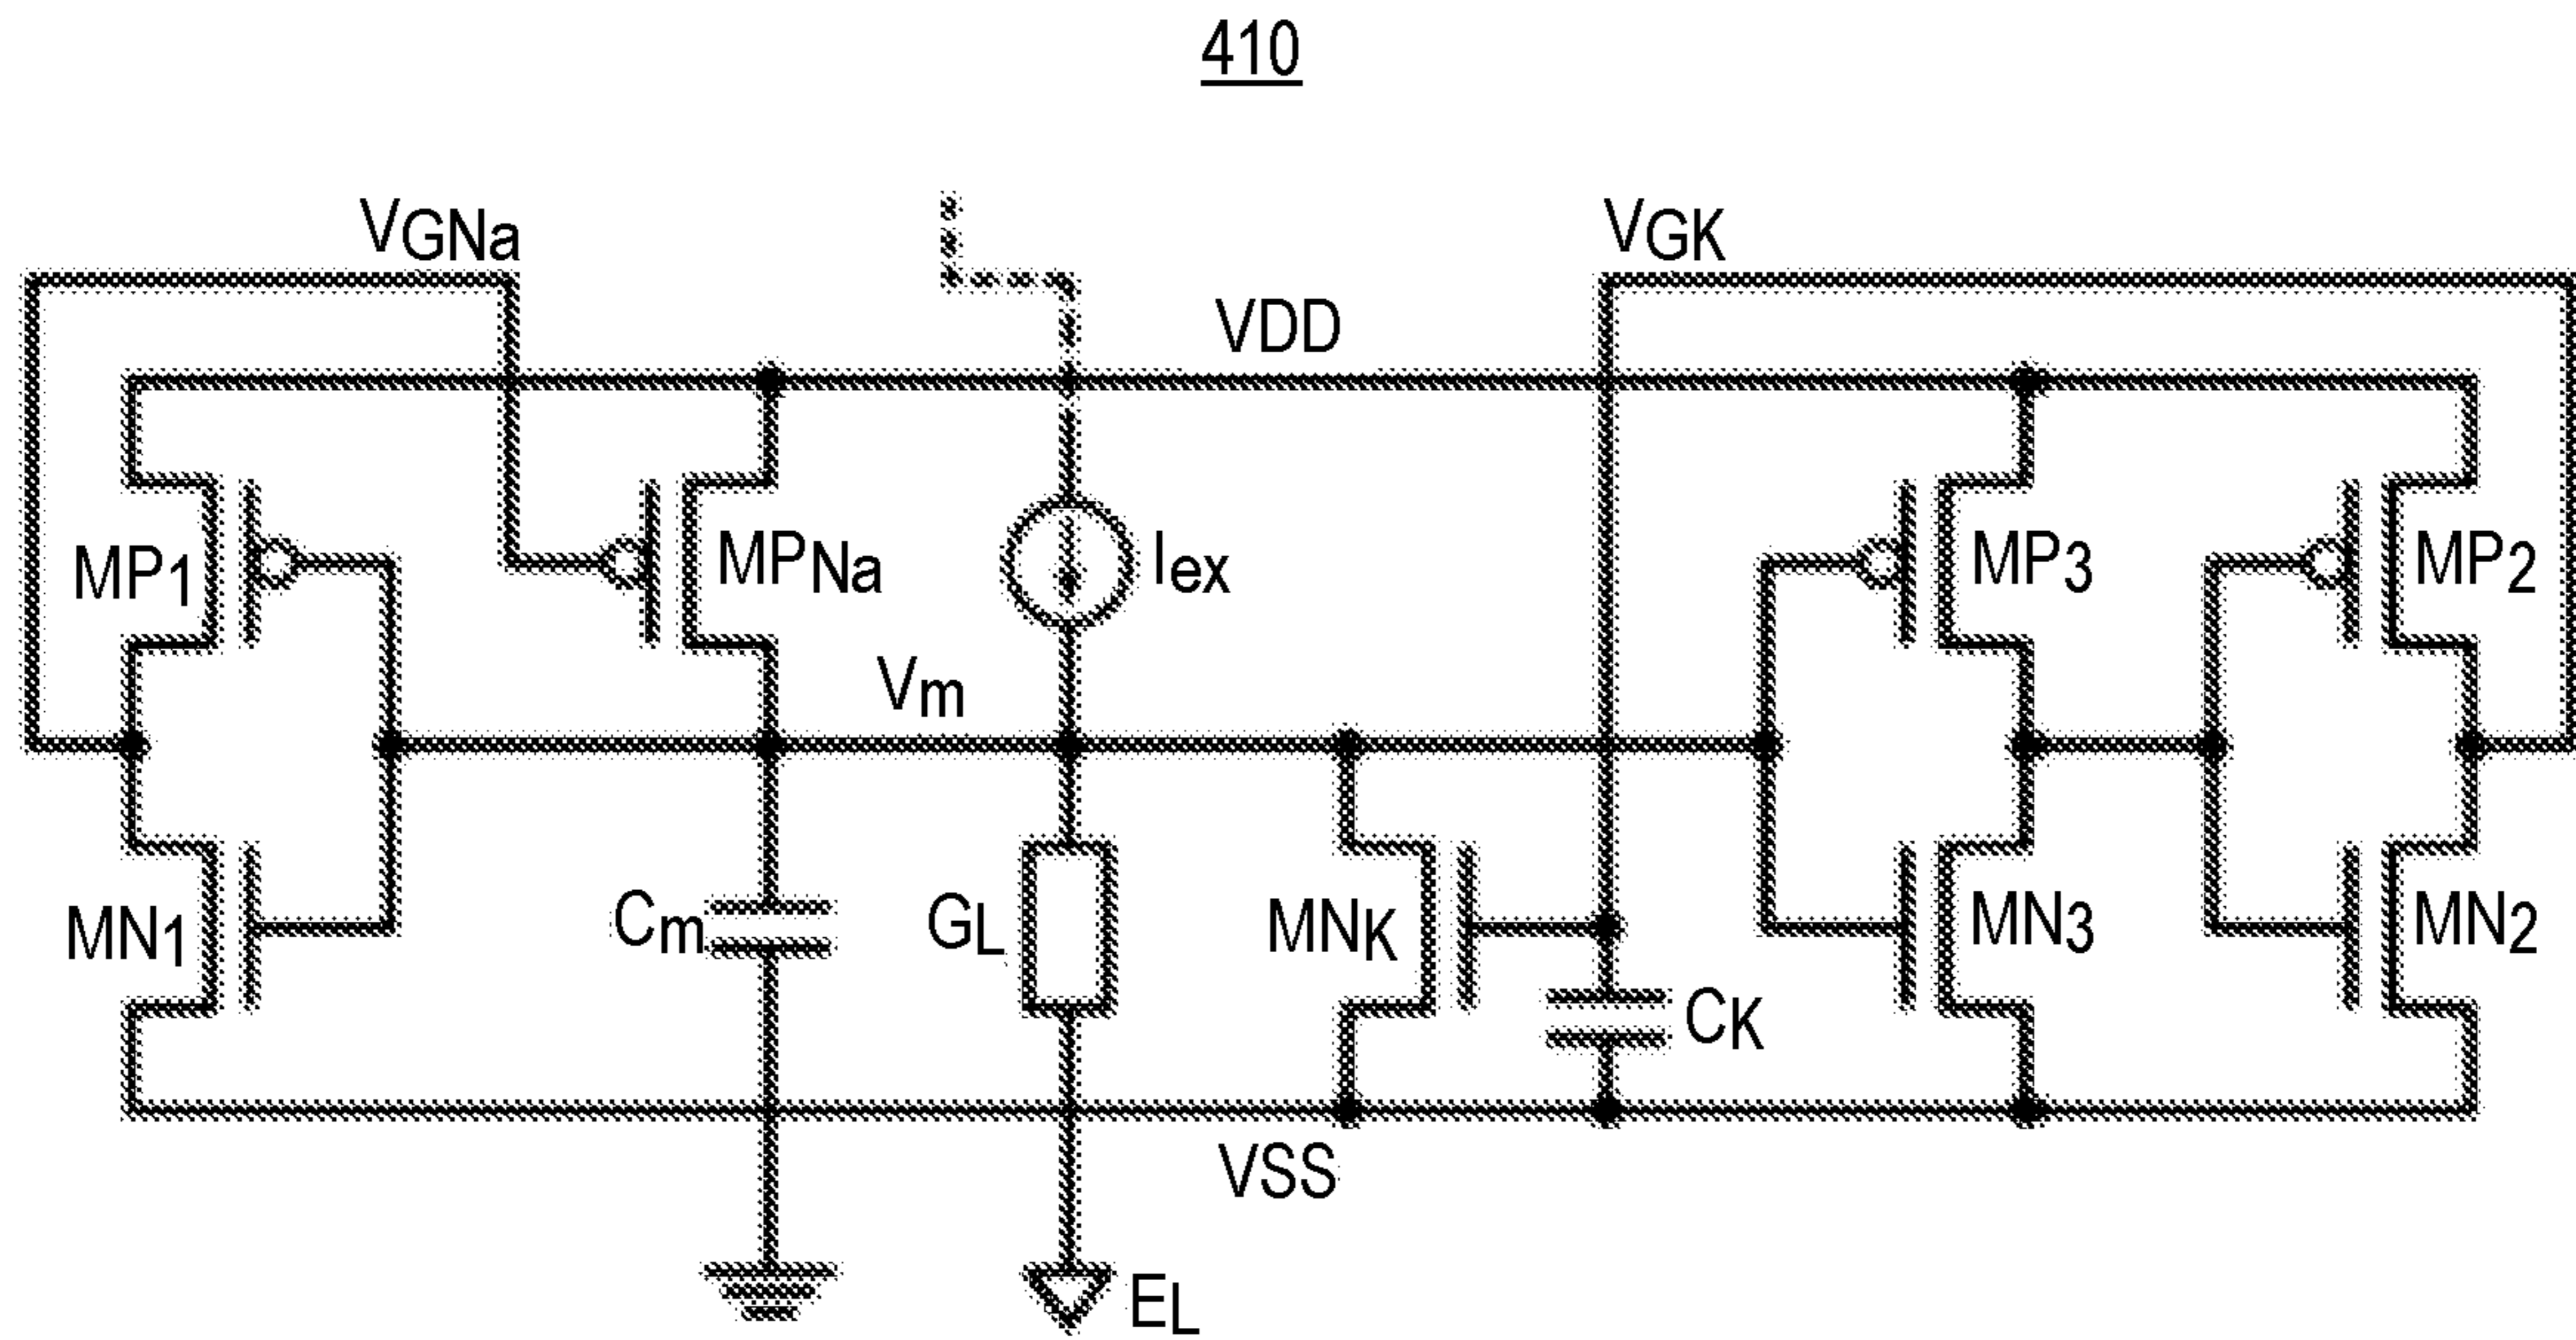 410
VGNa
VGK
VDD
MP1
MPNa
Iex
MP3
MP2
Vm
MN1
Cm
GL
MNK
CK
MN3
MN2
VSS
EL